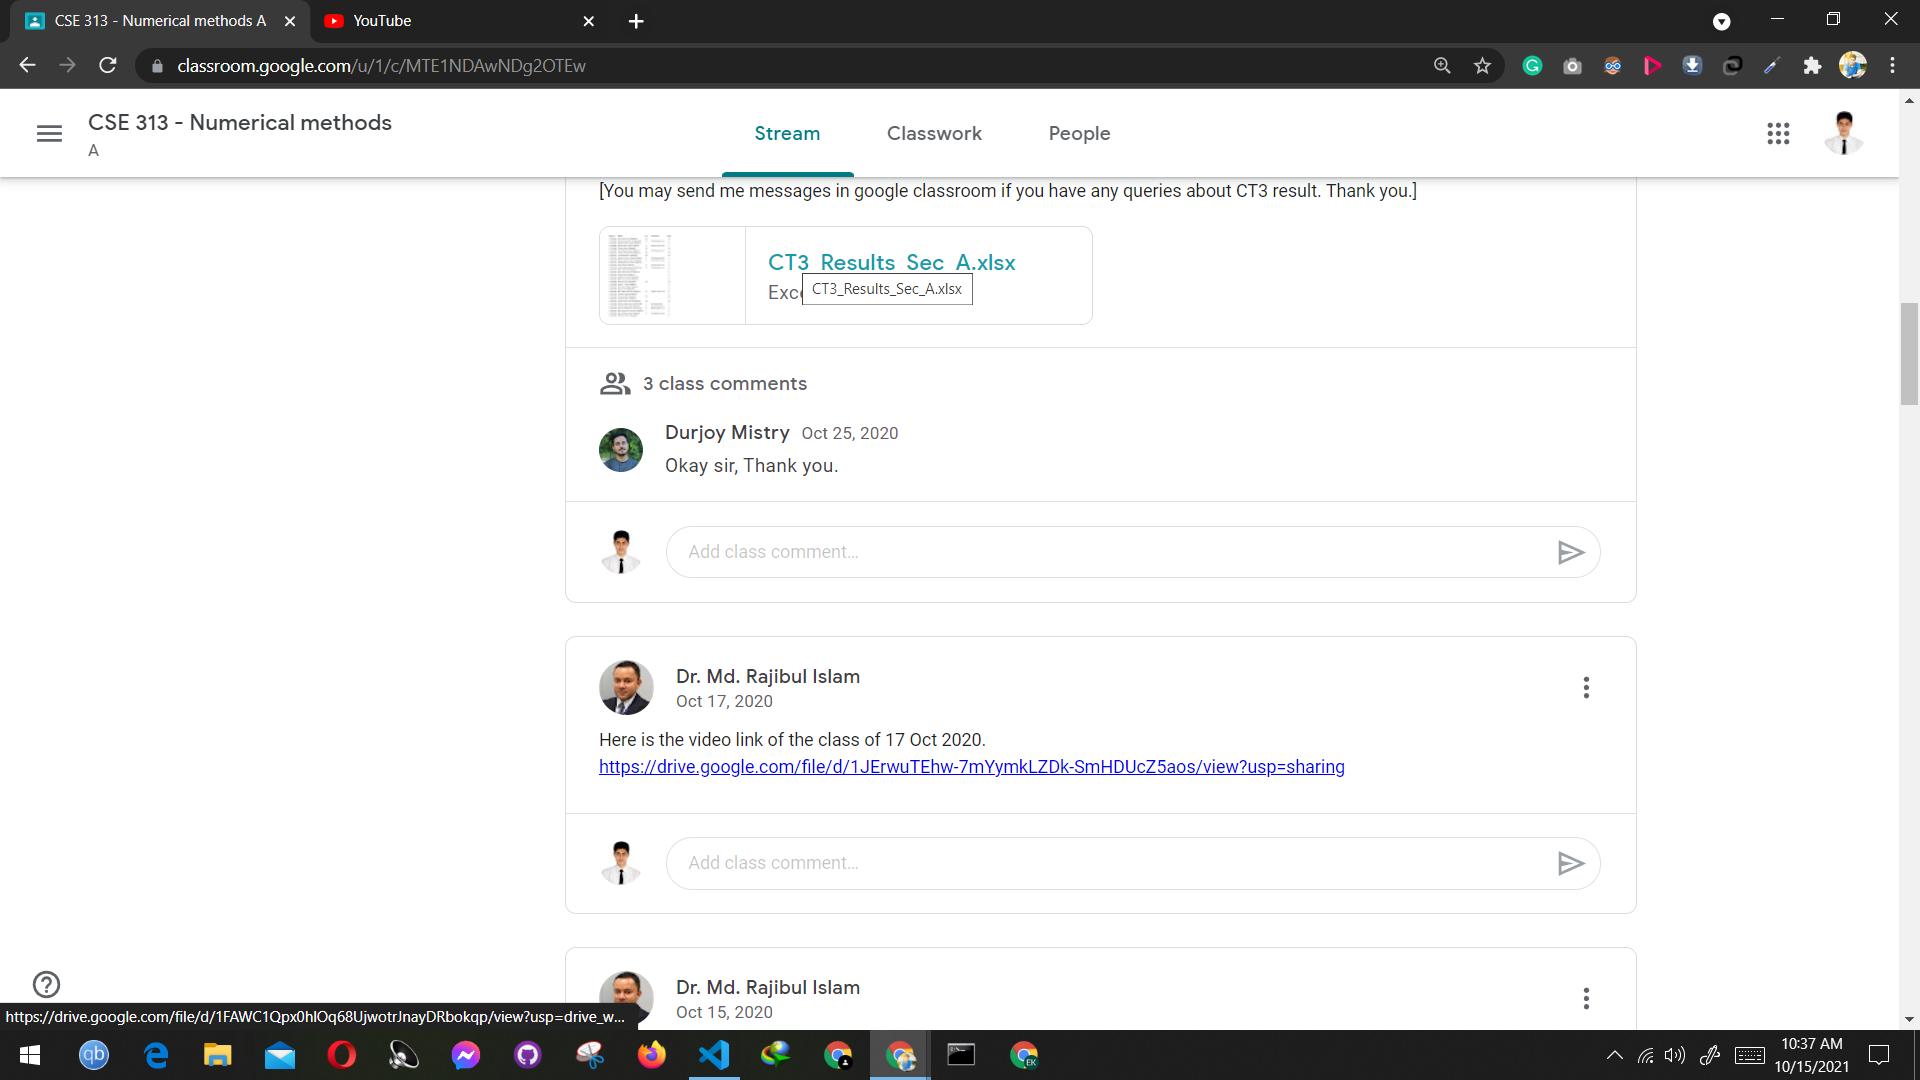 CSE 313 - Numerical methods A
YouTube
classroom.google.com/u/1/c/MTE1NDAwNDg2OTEw
CSE 313 - Numerical methods
A
Stream
Classwork
People
[You may send me messages in google classroom if you have any queries about CT3 result. Thank you.]
CT3_Results_Sec_A.xlsx
CT3_Results_Sec_A.xlsx
3 class comments
Durjoy Mistry Oct 25, 2020
Okay sir, Thank you.
Add class comment...
Dr. Md. Rajibul Islam
Oct 17, 2020
Here is the video link of the class of 17 Oct 2020.
https://drive.google.com/file/d/1JErwuTEhw-7mYymkLZDk-SmHDUcZ5aos/view?usp=sharing
Add class comment...
Dr. Md. Rajibul Islam
Oct 15, 2020
https://drive.google.com/file/d/1FAWC1Qpx0hlOq68UjwotrJnayDRbokqp/view?usp=drive_w...
qb
EK
10:37 AM
10/15/2021